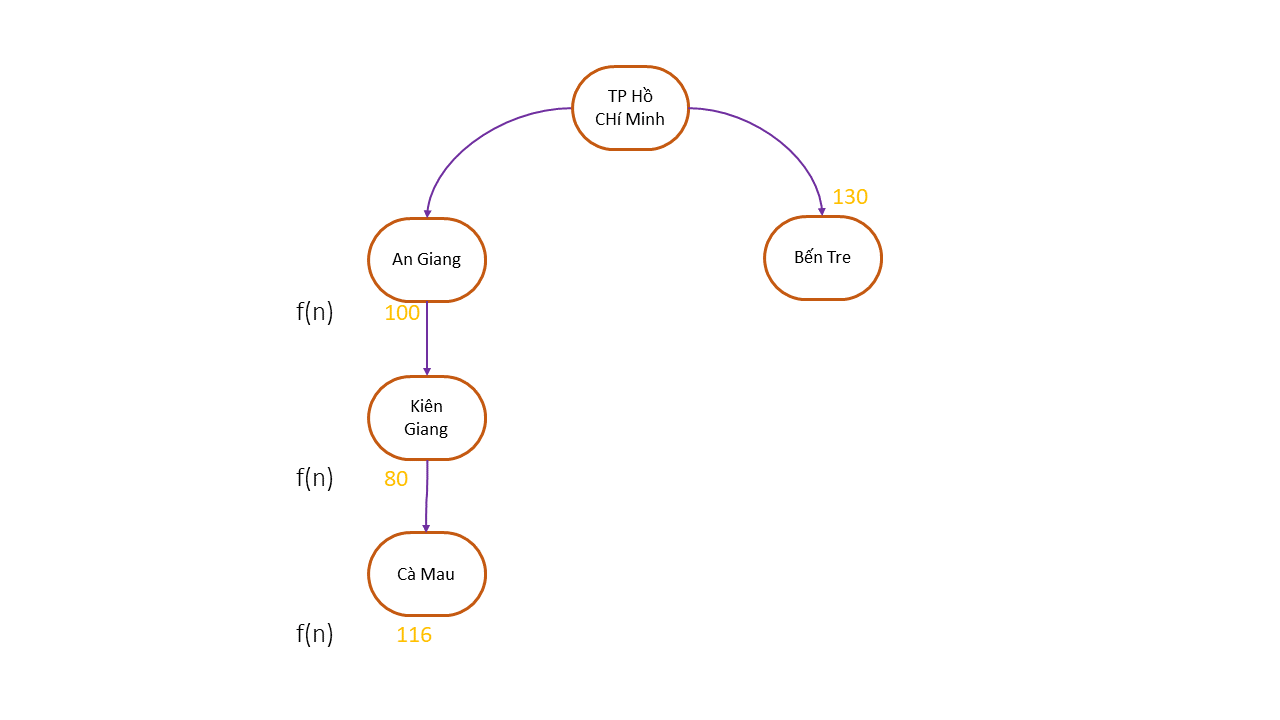 TP Hồ
CHí Minh
130
An Giang
Bến Tre
f(n) 100
Kiên
Giang
f(n) 80
Cà Mau
f(n) 116